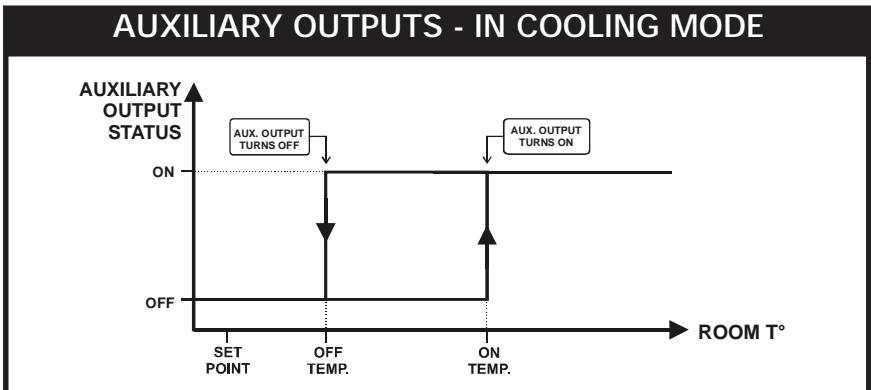 AUXILIARY OUTPUTS - IN COOLING MODE
AUXILIARY
OUTPUT
STATUS
AUX. OUTPUT
TURNS OFF
AUX. OUTPUT
TURNS ON
ON
OFF
ROOM T°
SET
POINT
OFF
TEMP.
ON
TEMP.